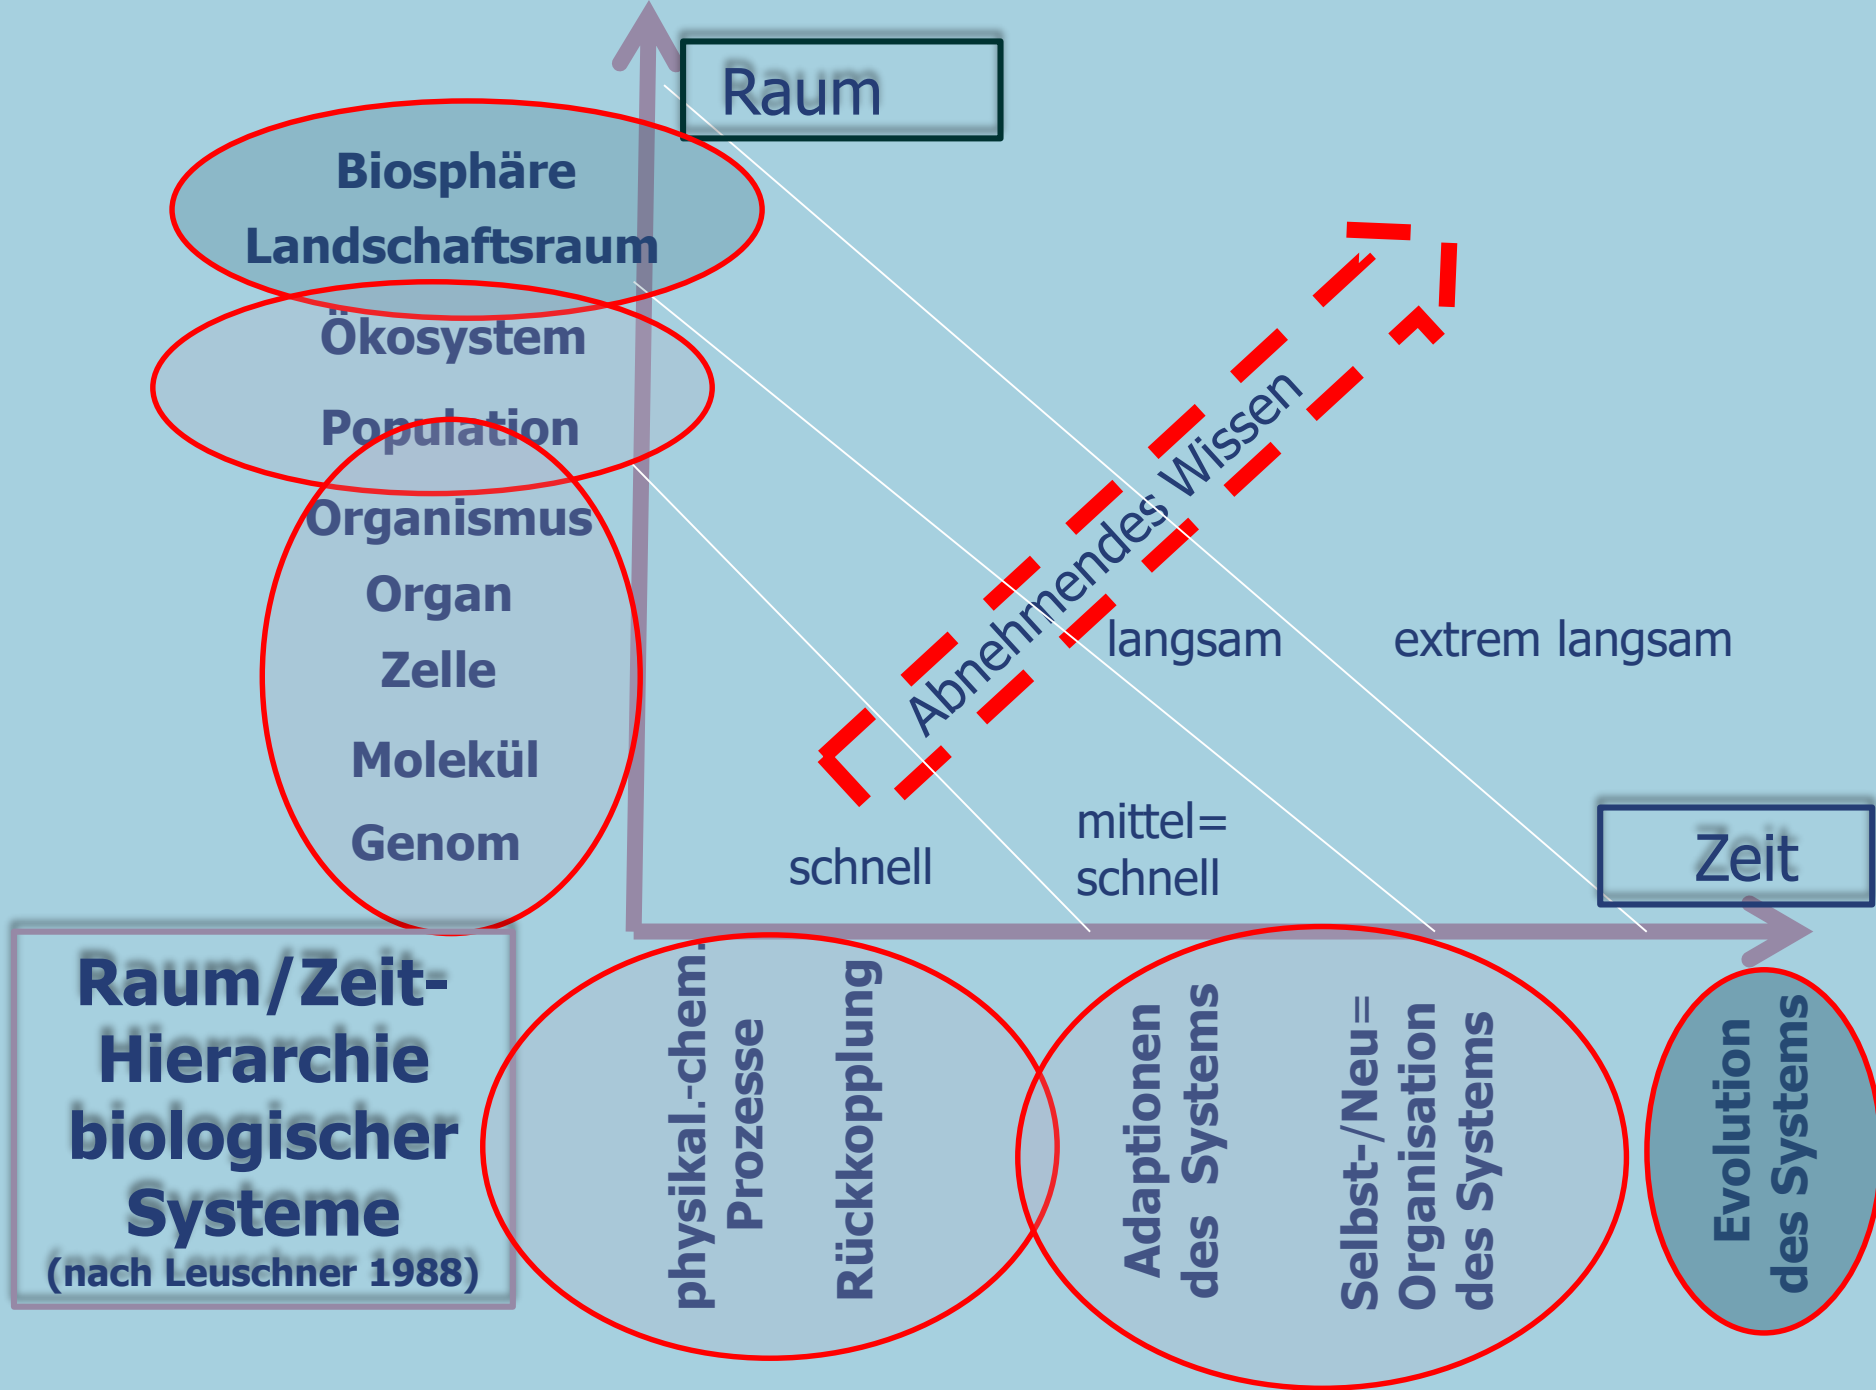 Raum
Biosphäre
Landschaftsraum
Ökosystem
Population
Organismus
Organ
Zelle
Molekül
Genom
Abnehmendes Wissen
langsam
extrem langsam
mittel=
schnell
schnell
Zeit
Raum/Zeit-
Hierarchie
biologischer
Systeme
(nach Leuschner 1988)
physikal.-chem.
Prozesse
Rückkopplung
Adaptionen
des Systems
Selbst-/Neu=
Organisation
des Systems
Evolution
des Systems